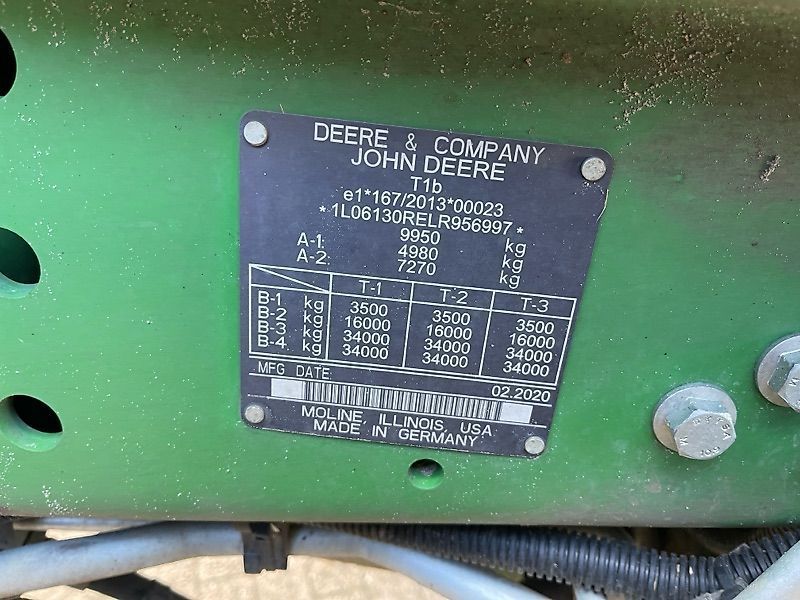 DEERE & COMPANY
JOHN DEERE
T1b
e1*167/2013*00023
*1L06130RELR956997*
9950 kg
A-1: 4980 kg
A-2: 7270 kg
T-1 T-2 T-3
B-1 kg 3500 3500 3500
B-2 kg 16000 16000 16000
B-3 kg 34000 34000 34000
B-4 kg 34000 34000 34000
MFG DATE: 02.2020
MOLINE, ILLINOIS, USA
MADE IN GERMANY